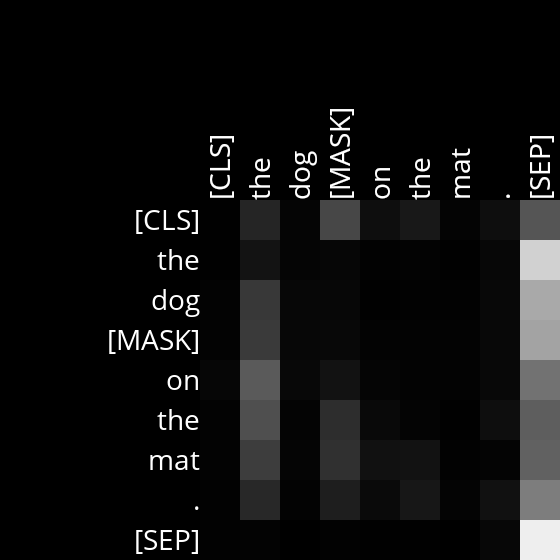 [CLS] the dog [MASK] on the mat . [SEP]
[CLS]
the
dog
[MASK]
on
the
mat
.
[SEP]